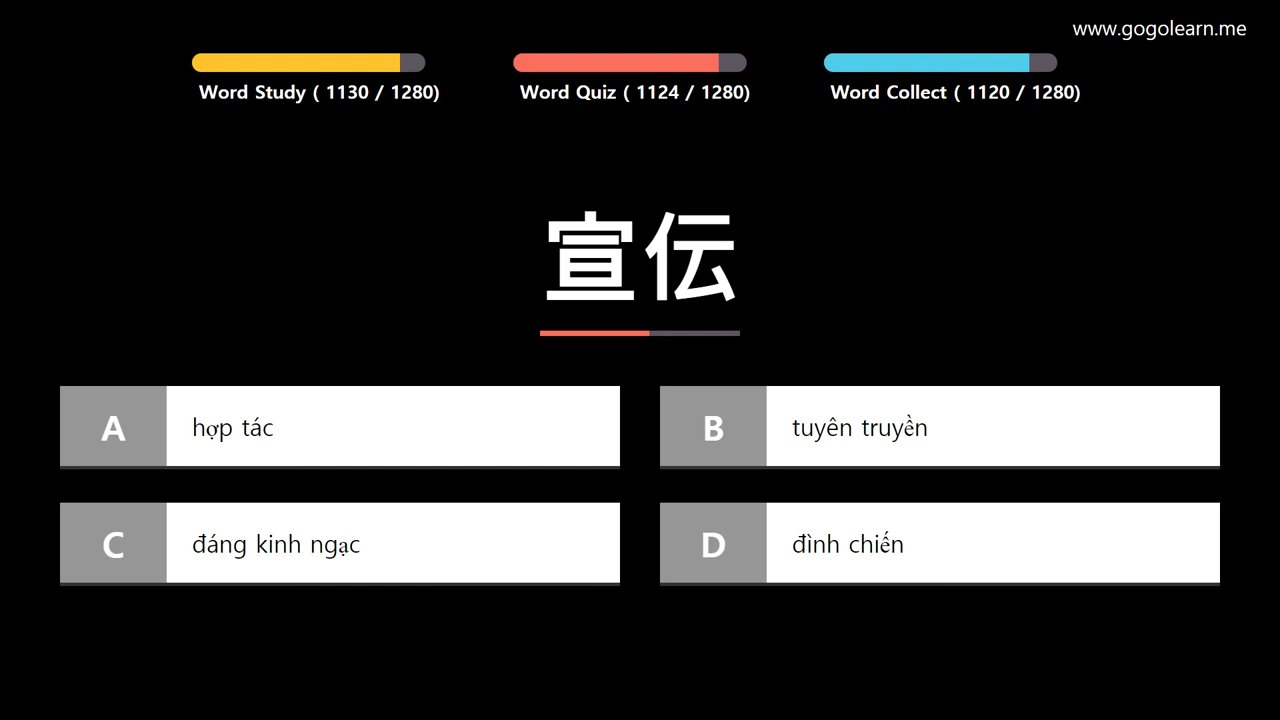 www.gogolearn.me
Word Study ( 1130 / 1280)
Word Quiz ( 1124 / 1280)
Word Collect ( 1120 / 1280)
宣伝
A hợp tác
B tuyên truyền
C đáng kinh ngạc
D đình chiến